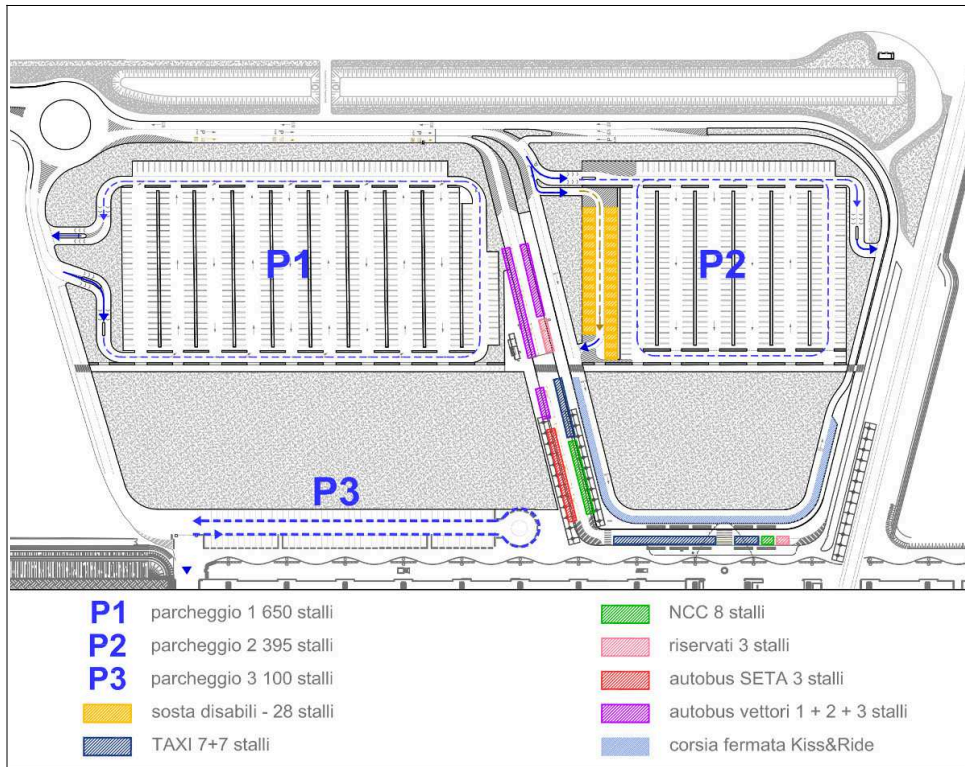 P1
P2
P3
P1 parcheggio 1 650 stalli
P2 parcheggio 2 395 stalli
P3 parcheggio 3 100 stalli
sosta disabili - 28 stalli
TAXI 7+7 stalli
NCC 8 stalli
riservati 3 stalli
autobus SETA 3 stalli
autobus vettori 1 + 2 + 3 stalli
corsia fermata Kiss&Ride